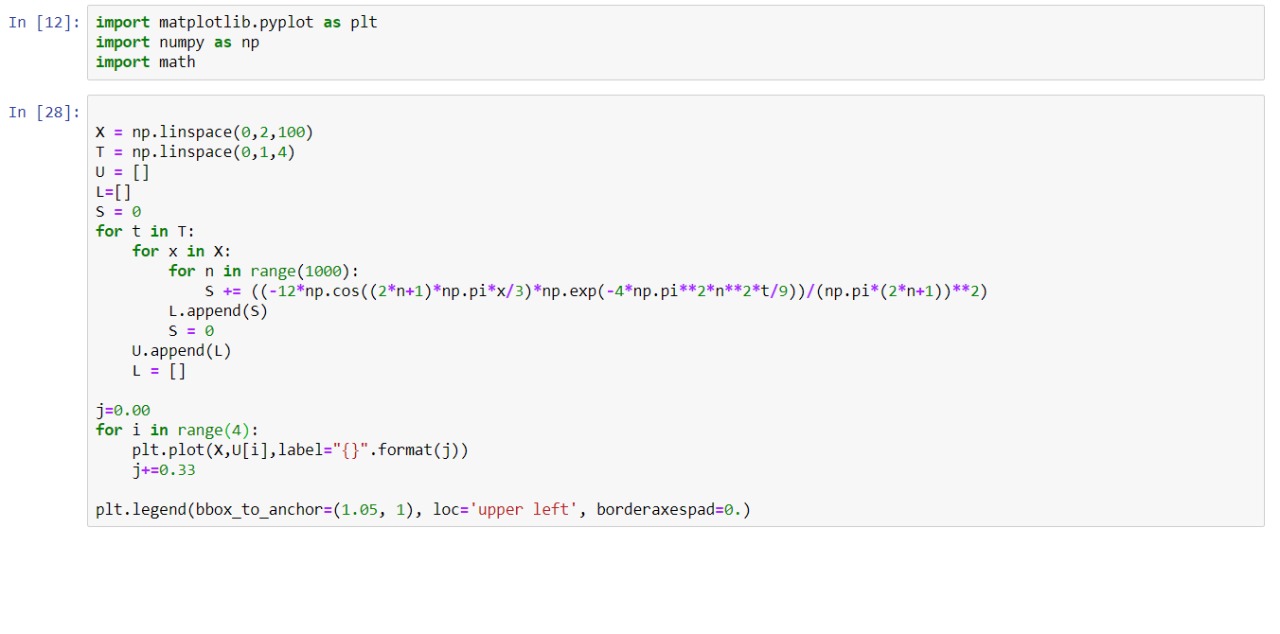 In [12]: import matplotlib.pyplot as plt
import numpy as np
import math
In [28]:
X = np.linspace(0,2,100)
T = np.linspace(0,1,4)
U = []
L=[]
S = 0
for t in T:
    for x in X:
        for n in range(1000):
            S += ((-12*np.cos((2*n+1)*np.pi*x/3)*np.exp(-4*np.pi**2*n**2*t/9))/(np.pi*(2*n+1))**2)
        L.append(S)
        S = 0
    U.append(L)
    L = []
j=0.00
for i in range(4):
    plt.plot(X,U[i],label="{}".format(j))
    j+=0.33
plt.legend(bbox_to_anchor=(1.05, 1), loc='upper left', borderaxespad=0.)